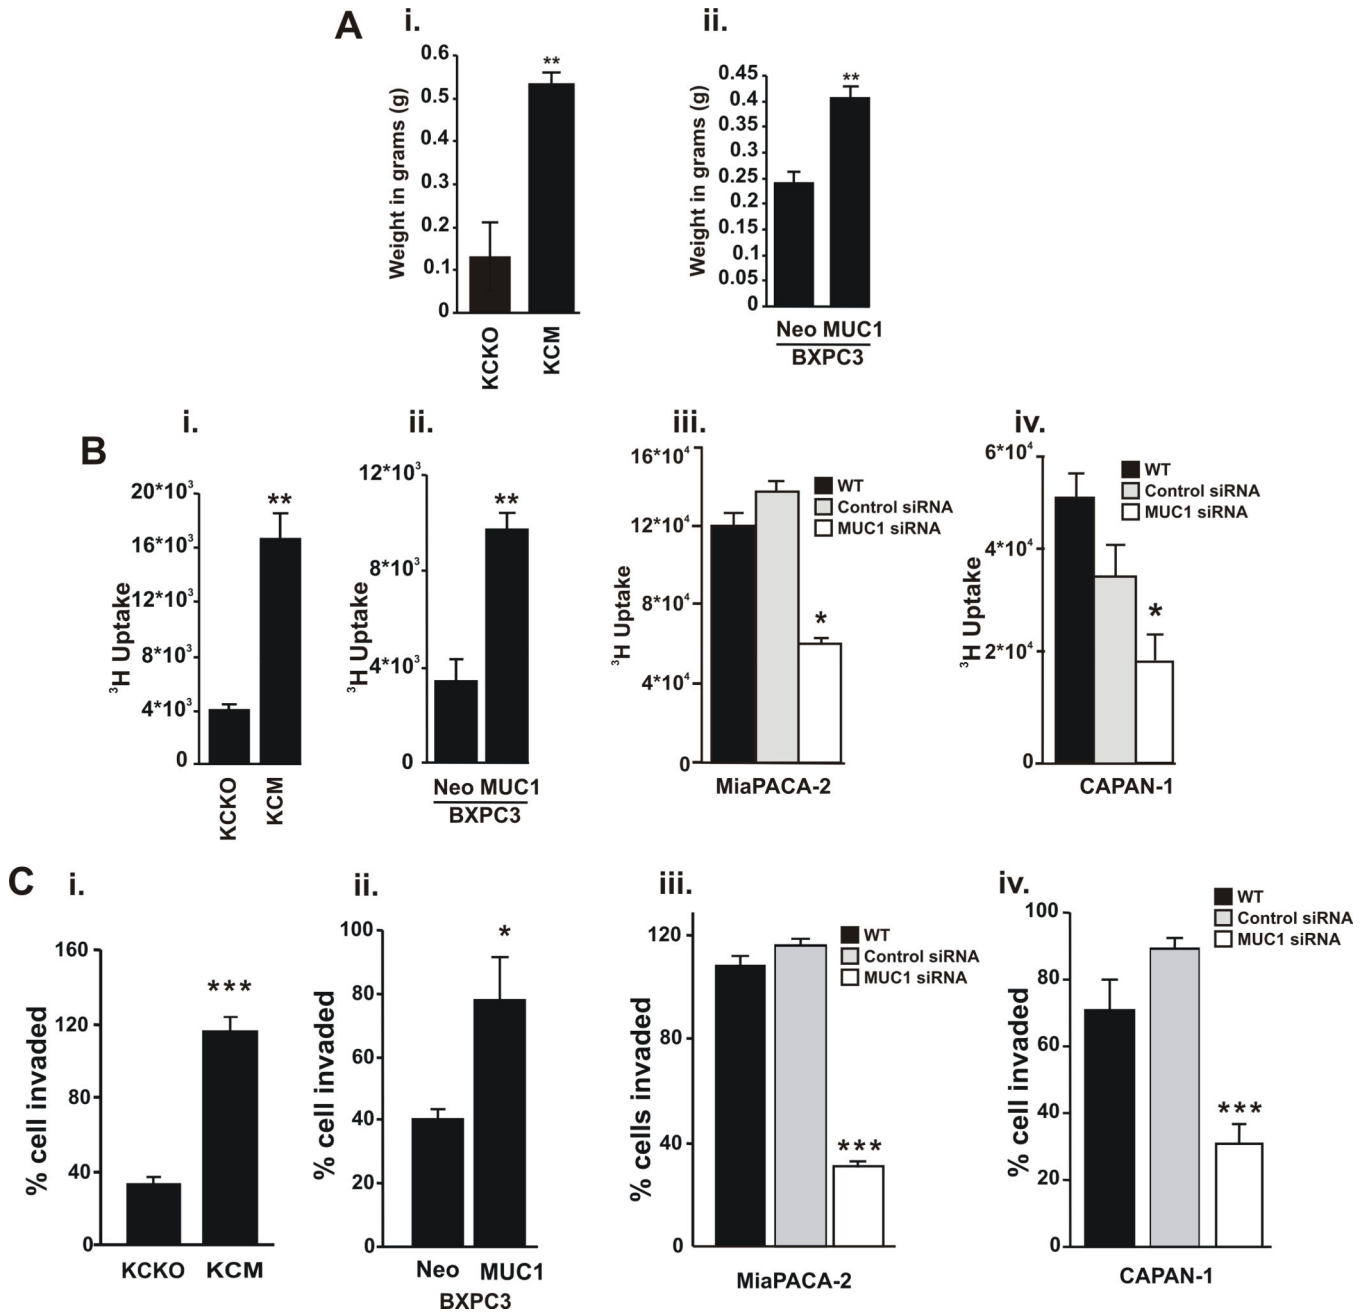 A
i.
0.6
0.5
0.4
0.3
0.2
0.1
0
Weight in grams (g)
**
KCKO
KCM
ii.
0.45
0.4
0.35
0.3
0.25
0.2
0.15
0.1
0.05
0
Weight in grams (g)
**
Neo MUC1
BXPC3
B
i.
20*10³
16*10³
12*10³
8*10³
4*10³
0
³H Uptake
**
KCKO
KCM
ii.
12*10³
8*10³
4*10³
0
³H Uptake
**
Neo MUC1
BXPC3
iii.
16*10⁴
12*10⁴
8*10⁴
4*10⁴
0
³H Uptake
WT
Control siRNA
MUC1 siRNA
*
MiaPACA-2
iv.
6*10⁴
4*10⁴
2*10⁴
0
³H Uptake
WT
Control siRNA
MUC1 siRNA
*
CAPAN-1
C
i.
160
120
80
40
0
% cell invaded
***
KCKO KCM
ii.
100
80
60
40
20
0
% cell invaded
*
Neo MUC1
BXPC3
iii.
120
80
40
0
% cells invaded
WT
Control siRNA
MUC1 siRNA
***
MiaPACA-2
iv.
100
80
60
40
20
0
% cell invaded
WT
Control siRNA
MUC1 siRNA
***
CAPAN-1